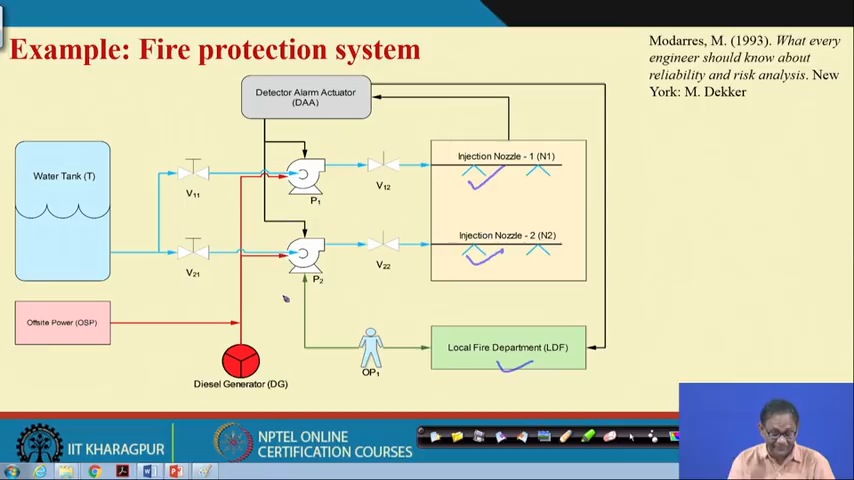 Example: Fire protection system
Modarres, M. (1993). What every
engineer should know about
reliability and risk analysis. New
York: M. Dekker
Detector Alarm Actuator
(DAA)
Water Tank (T)
V11
P1
V12
Injection Nozzle - 1 (N1)
V21
P2
V22
Injection Nozzle - 2 (N2)
Offsite Power (OSP)
Diesel Generator (DG)
OP1
Local Fire Department (LDF)
IIT KHARAGPUR
NPTEL ONLINE
CERTIFICATION COURSES